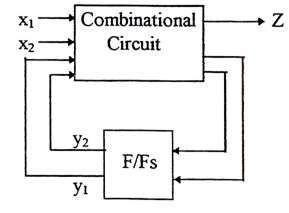 x₁
Combinational
Z
x₂
Circuit
y₂
F/Fs
y₁